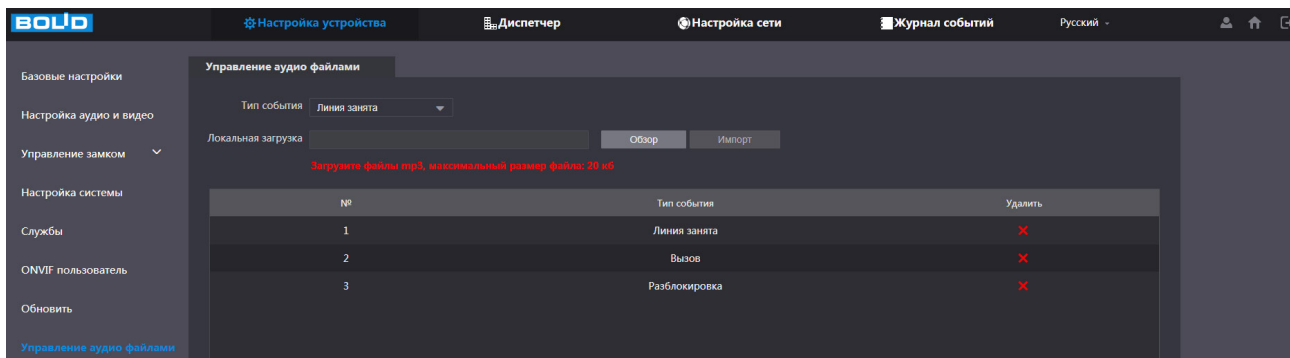 BOLID
Настройка устройства
Диспетчер
Настройка сети
Журнал событий
Русский
Базовые настройки
Настройка аудио и видео
Управление замком
Настройка системы
Службы
ONVIF пользователь
Обновить
Управление аудио файлами
Управление аудио файлами
Тип события Линия занята
Локальная загрузка Обзор Импорт
Загрузите файлы mp3, максимальный размер файла: 20 кб
№ Тип события Удалить
1 Линия занята
2 Вызов
3 Разблокировка